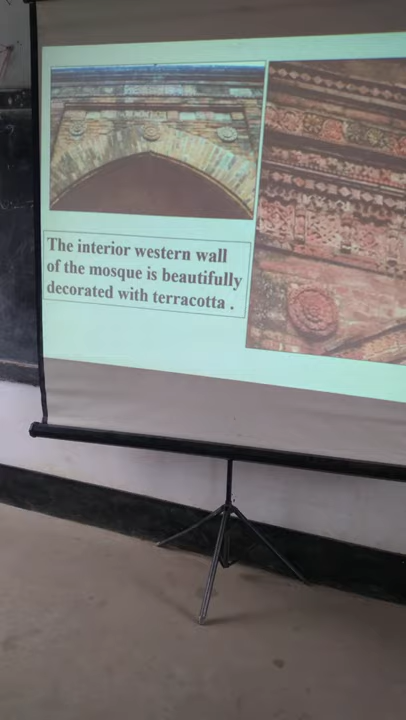 The interior western wall
of the mosque is beautifully
decorated with terracotta .